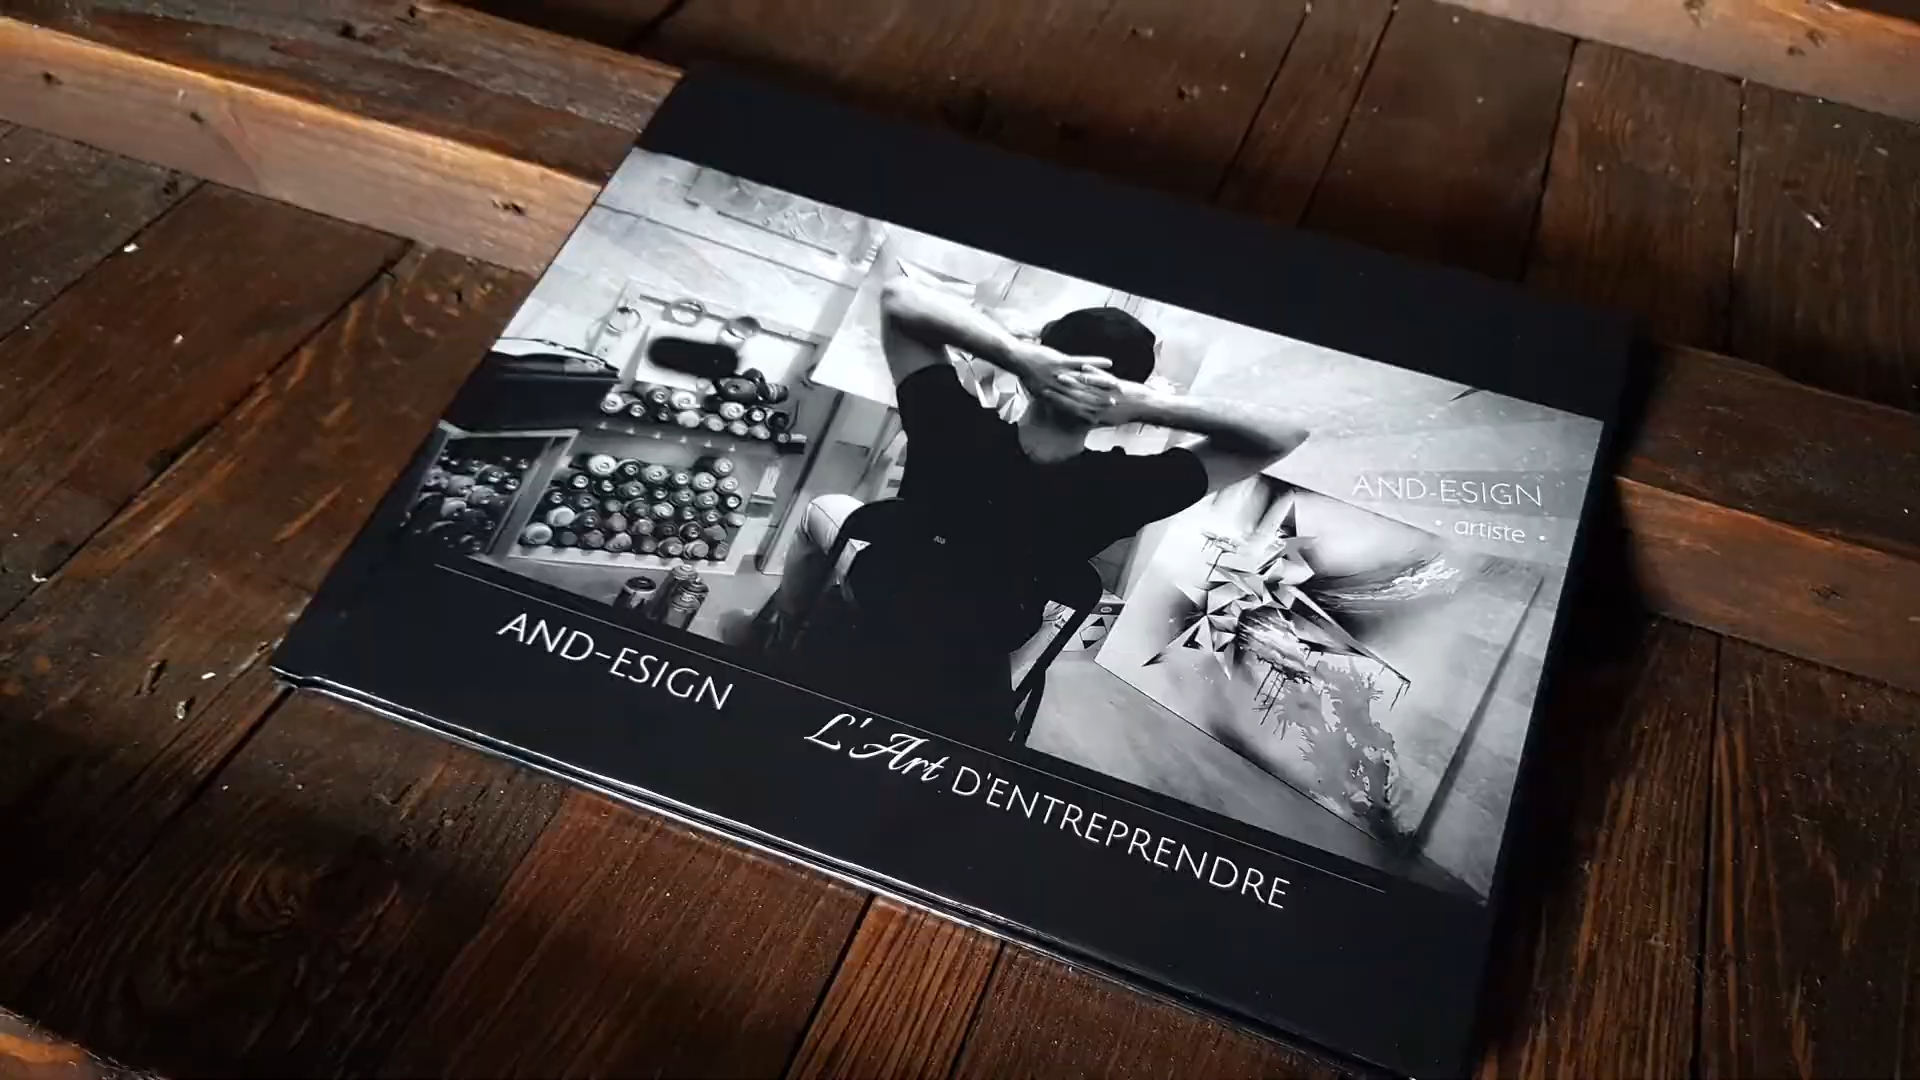 AND-ESIGN
• artiste •
AND-ESIGN
L'Art D'ENTREPRENDRE